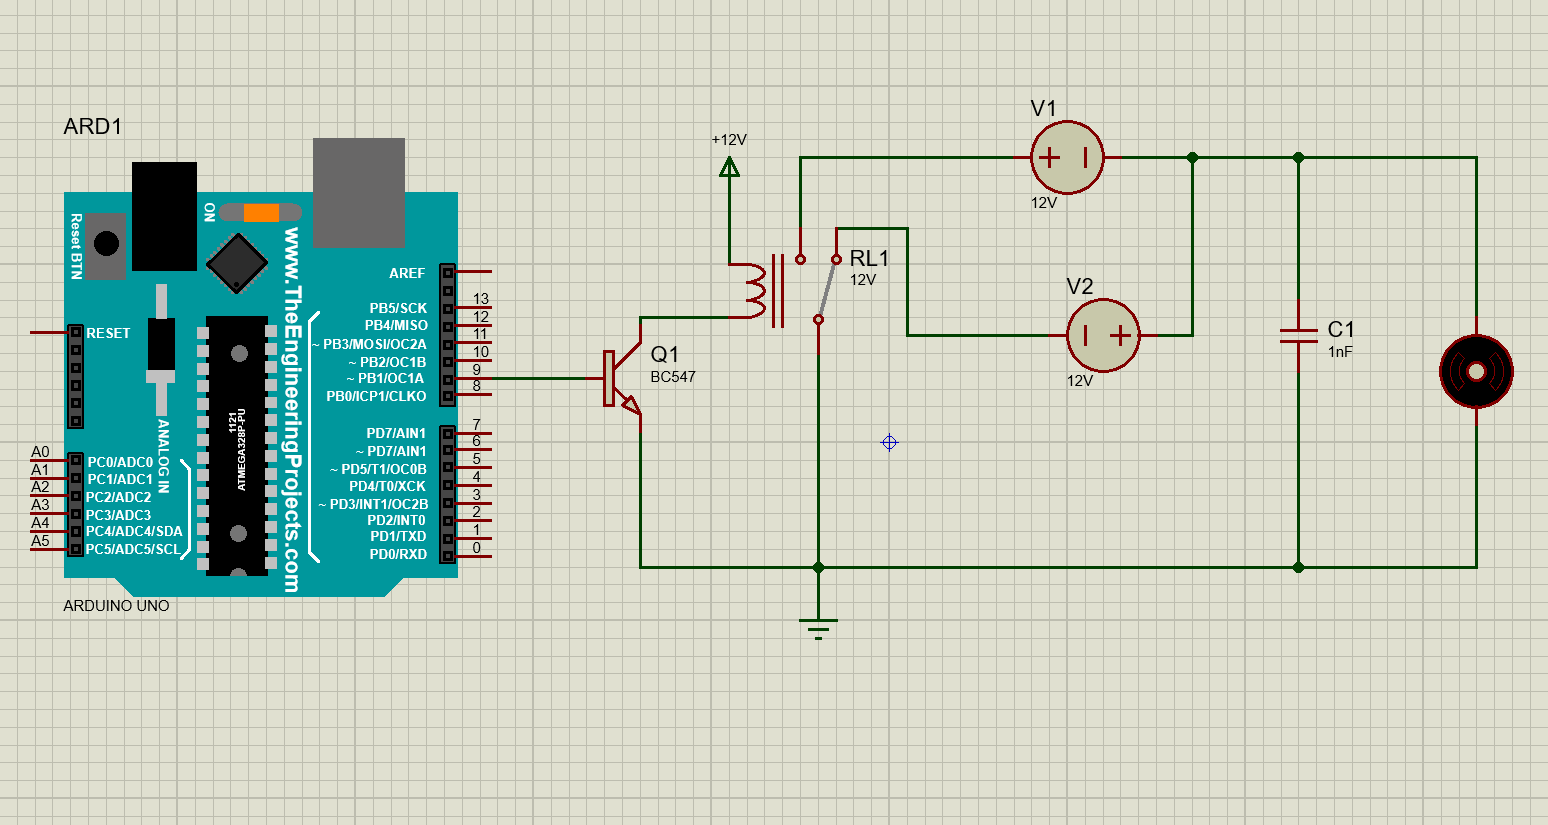 ARD1
ON
Reset BTN
www.TheEngineeringProjects.com
AREF
PB5/SCK
13
PB4/MISO
12
~ PB3/MOSI/OC2A
11
~ PB2/OC1B
10
~ PB1/OC1A
9
PB0/ICP1/CLKO
8
RESET
PD7/AIN1
7
~ PD7/AIN1
6
~ PD5/T1/OC0B
5
PD4/T0/XCK
4
~ PD3/INT1/OC2B
3
PD2/INT0
2
PD1/TXD
1
PD0/RXD
0
1121
ATMEGA328P-PU
ANALOG IN
A0
PC0/ADC0
A1
PC1/ADC1
A2
PC2/ADC2
A3
PC3/ADC3
A4
PC4/ADC4/SDA
A5
PC5/ADC5/SCL
ARDUINO UNO
+12V
Q1
BC547
RL1
12V
V1
12V
V2
12V
C1
1nF